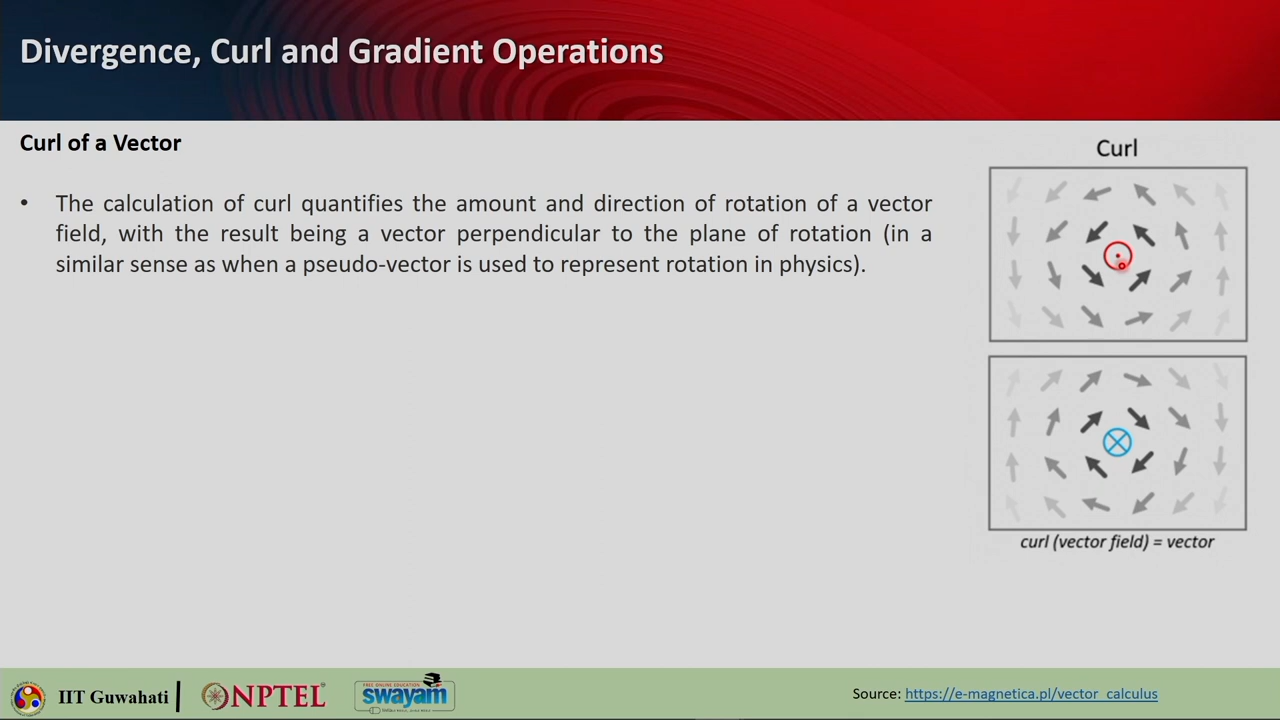 Divergence, Curl and Gradient Operations
Curl of a Vector
• The calculation of curl quantifies the amount and direction of rotation of a vector
field, with the result being a vector perpendicular to the plane of rotation (in a
similar sense as when a pseudo-vector is used to represent rotation in physics).
Curl
curl (vector field) = vector
IIT Guwahati
NPTEL
FREE ONLINE EDUCATION
swayam
Source: https://e-magnetica.pl/vector_calculus